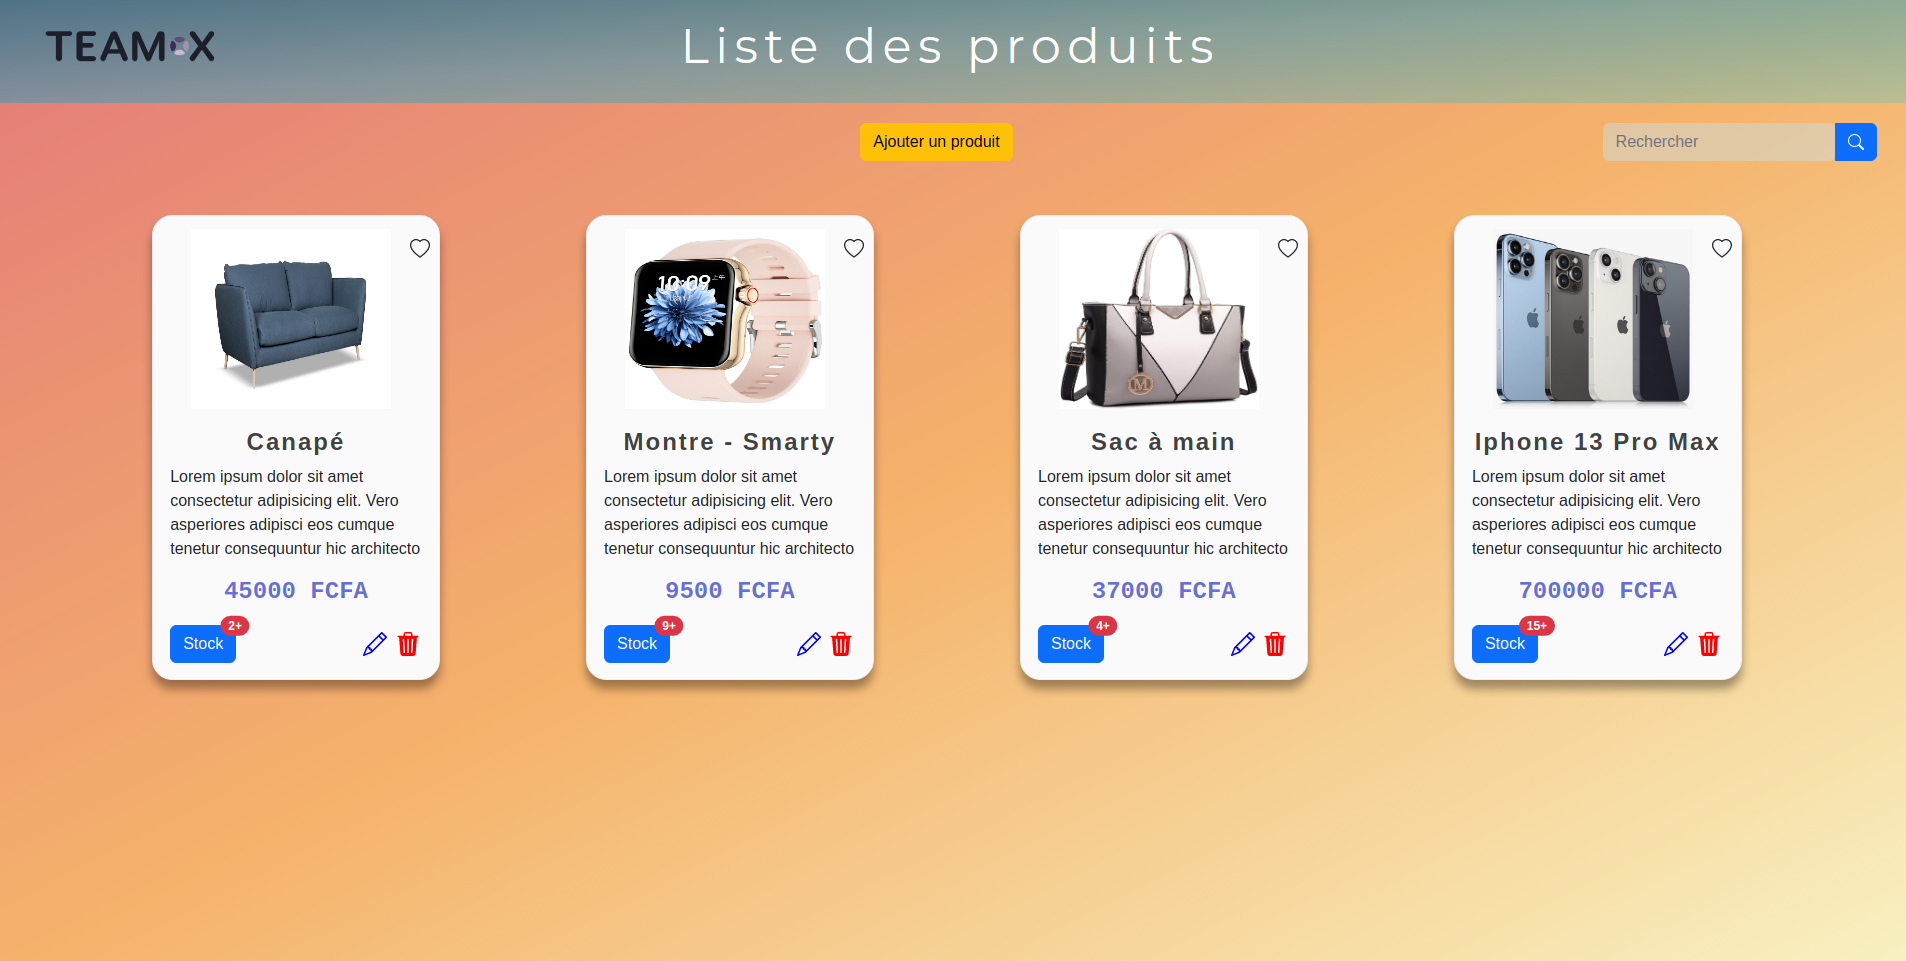 TEAMOX
Liste des produits
Ajouter un produit
Rechercher
10:09
Canapé
Lorem ipsum dolor sit amet
consectetur adipisicing elit. Vero
asperiores adipisci eos cumque
tenetur consequuntur hic architecto
45000 FCFA
Stock
2+
Montre - Smarty
Lorem ipsum dolor sit amet
consectetur adipisicing elit. Vero
asperiores adipisci eos cumque
tenetur consequuntur hic architecto
9500 FCFA
Stock
9+
M
Sac à main
Lorem ipsum dolor sit amet
consectetur adipisicing elit. Vero
asperiores adipisci eos cumque
tenetur consequuntur hic architecto
37000 FCFA
Stock
4+
Iphone 13 Pro Max
Lorem ipsum dolor sit amet
consectetur adipisicing elit. Vero
asperiores adipisci eos cumque
tenetur consequuntur hic architecto
700000 FCFA
Stock
15+